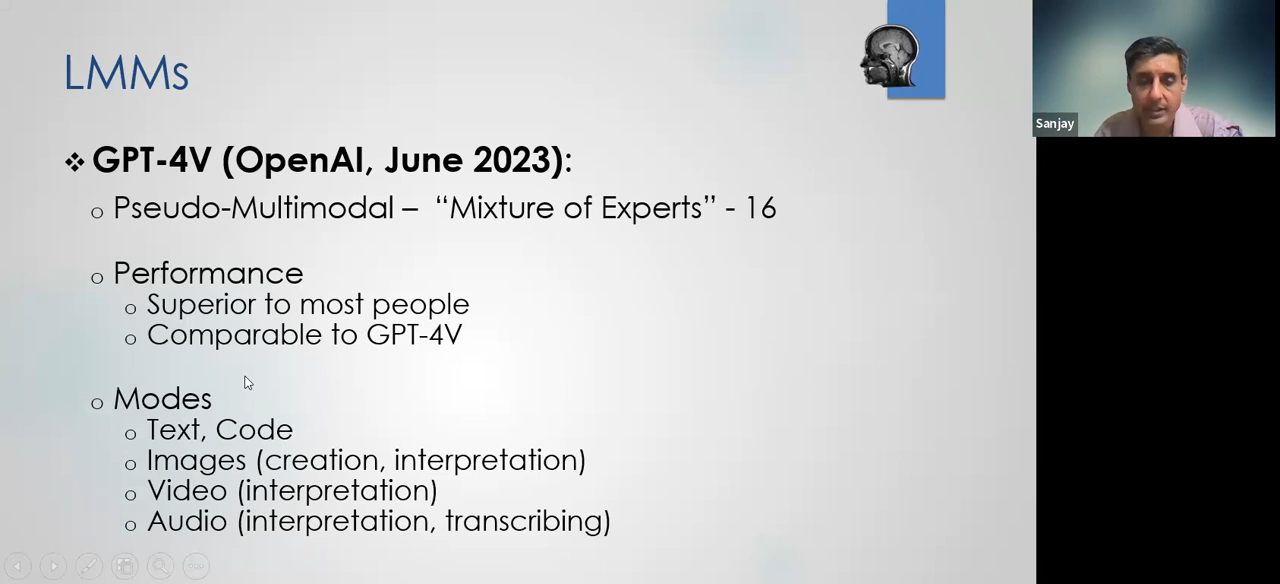 LMMs
❖ GPT-4V (OpenAI, June 2023):
o Pseudo-Multimodal – “Mixture of Experts” - 16
o Performance
o Superior to most people
o Comparable to GPT-4V
o Modes
o Text, Code
o Images (creation, interpretation)
o Video (interpretation)
o Audio (interpretation, transcribing)
Sanjay